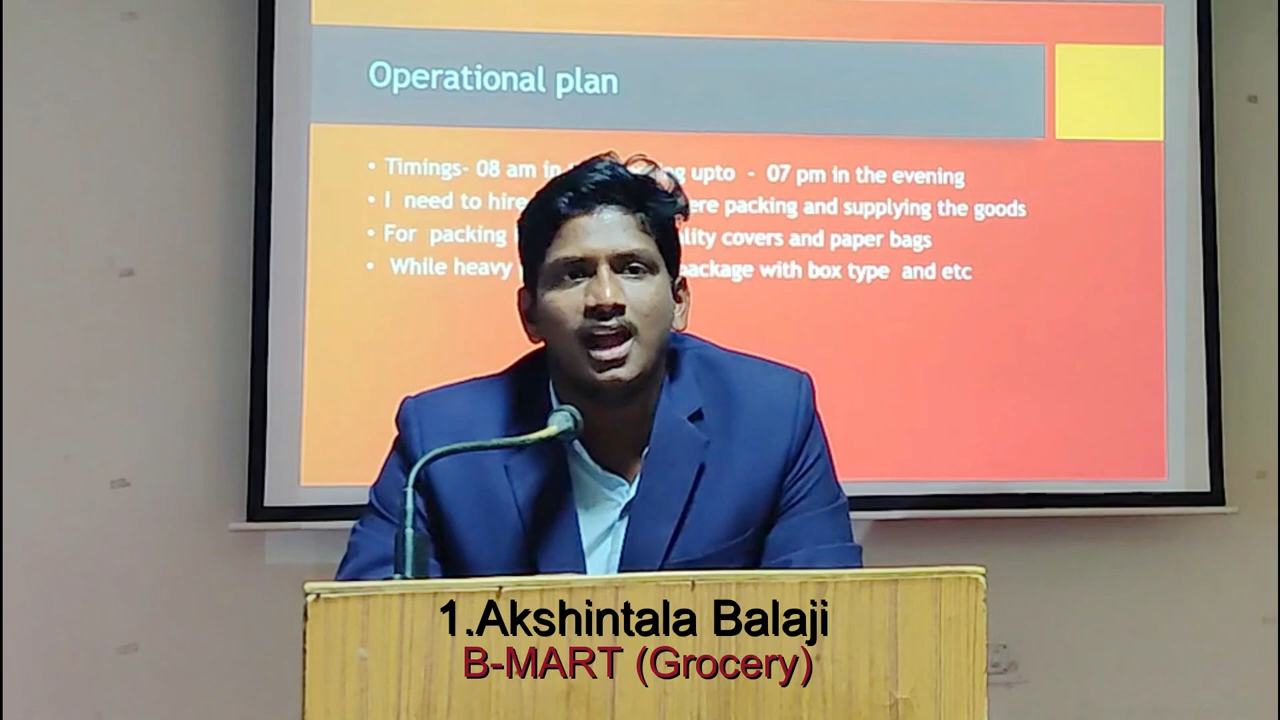 Operational plan
• Timings- 08 am in upto - 07 pm in the evening
• I need to hire packing and supplying the goods
• For packing covers and paper bags
• While heavy package with box type and etc
1.Akshintala Balaji
B-MART (Grocery)